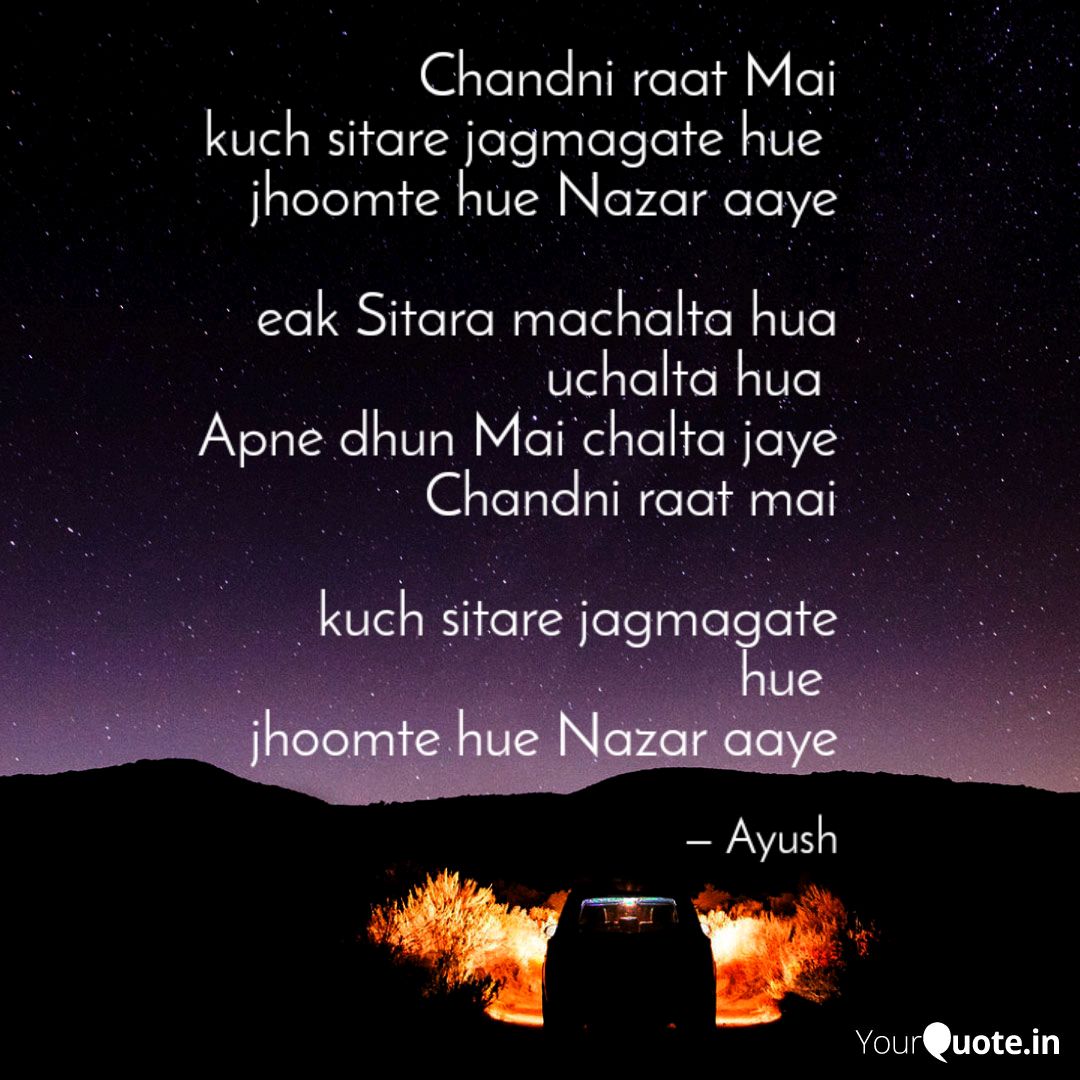 Chandni raat Mai
kuch sitare jagmagate hue
jhoomte hue Nazar aaye
eak Sitara machalta hua
uchalta hua
Apne dhun Mai chalta jaye
Chandni raat mai
kuch sitare jagmagate
hue
jhoomte hue Nazar aaye
– Ayush
YourQuote.in